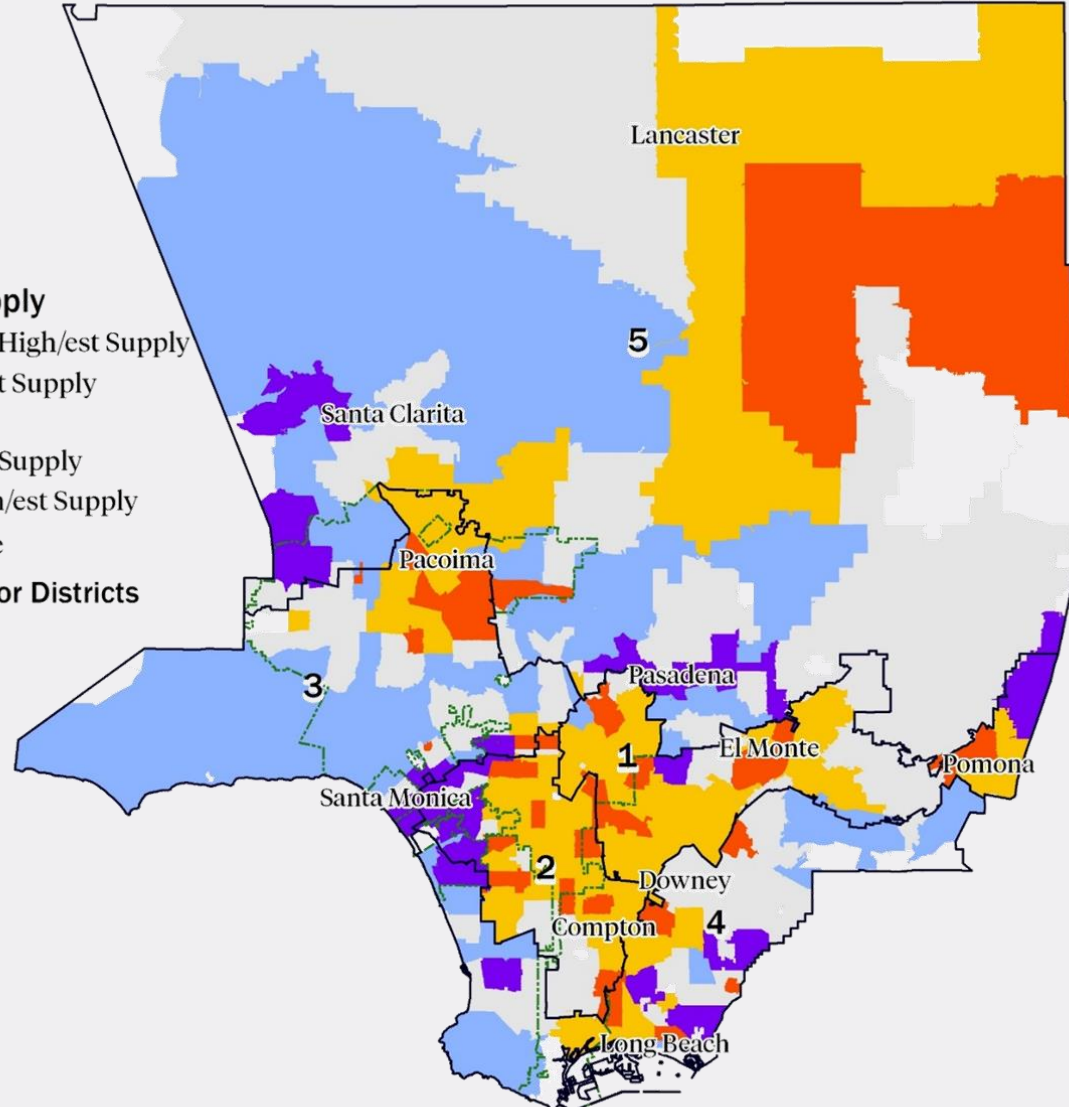 pply
High/est Supply
t Supply
Supply
n/est Supply
e
or Districts
Lancaster
5
Santa Clarita
Pacoima
3
Pasadena
1
El Monte
Pomona
Santa Monica
2
Downey
4
Compton
Long Beach